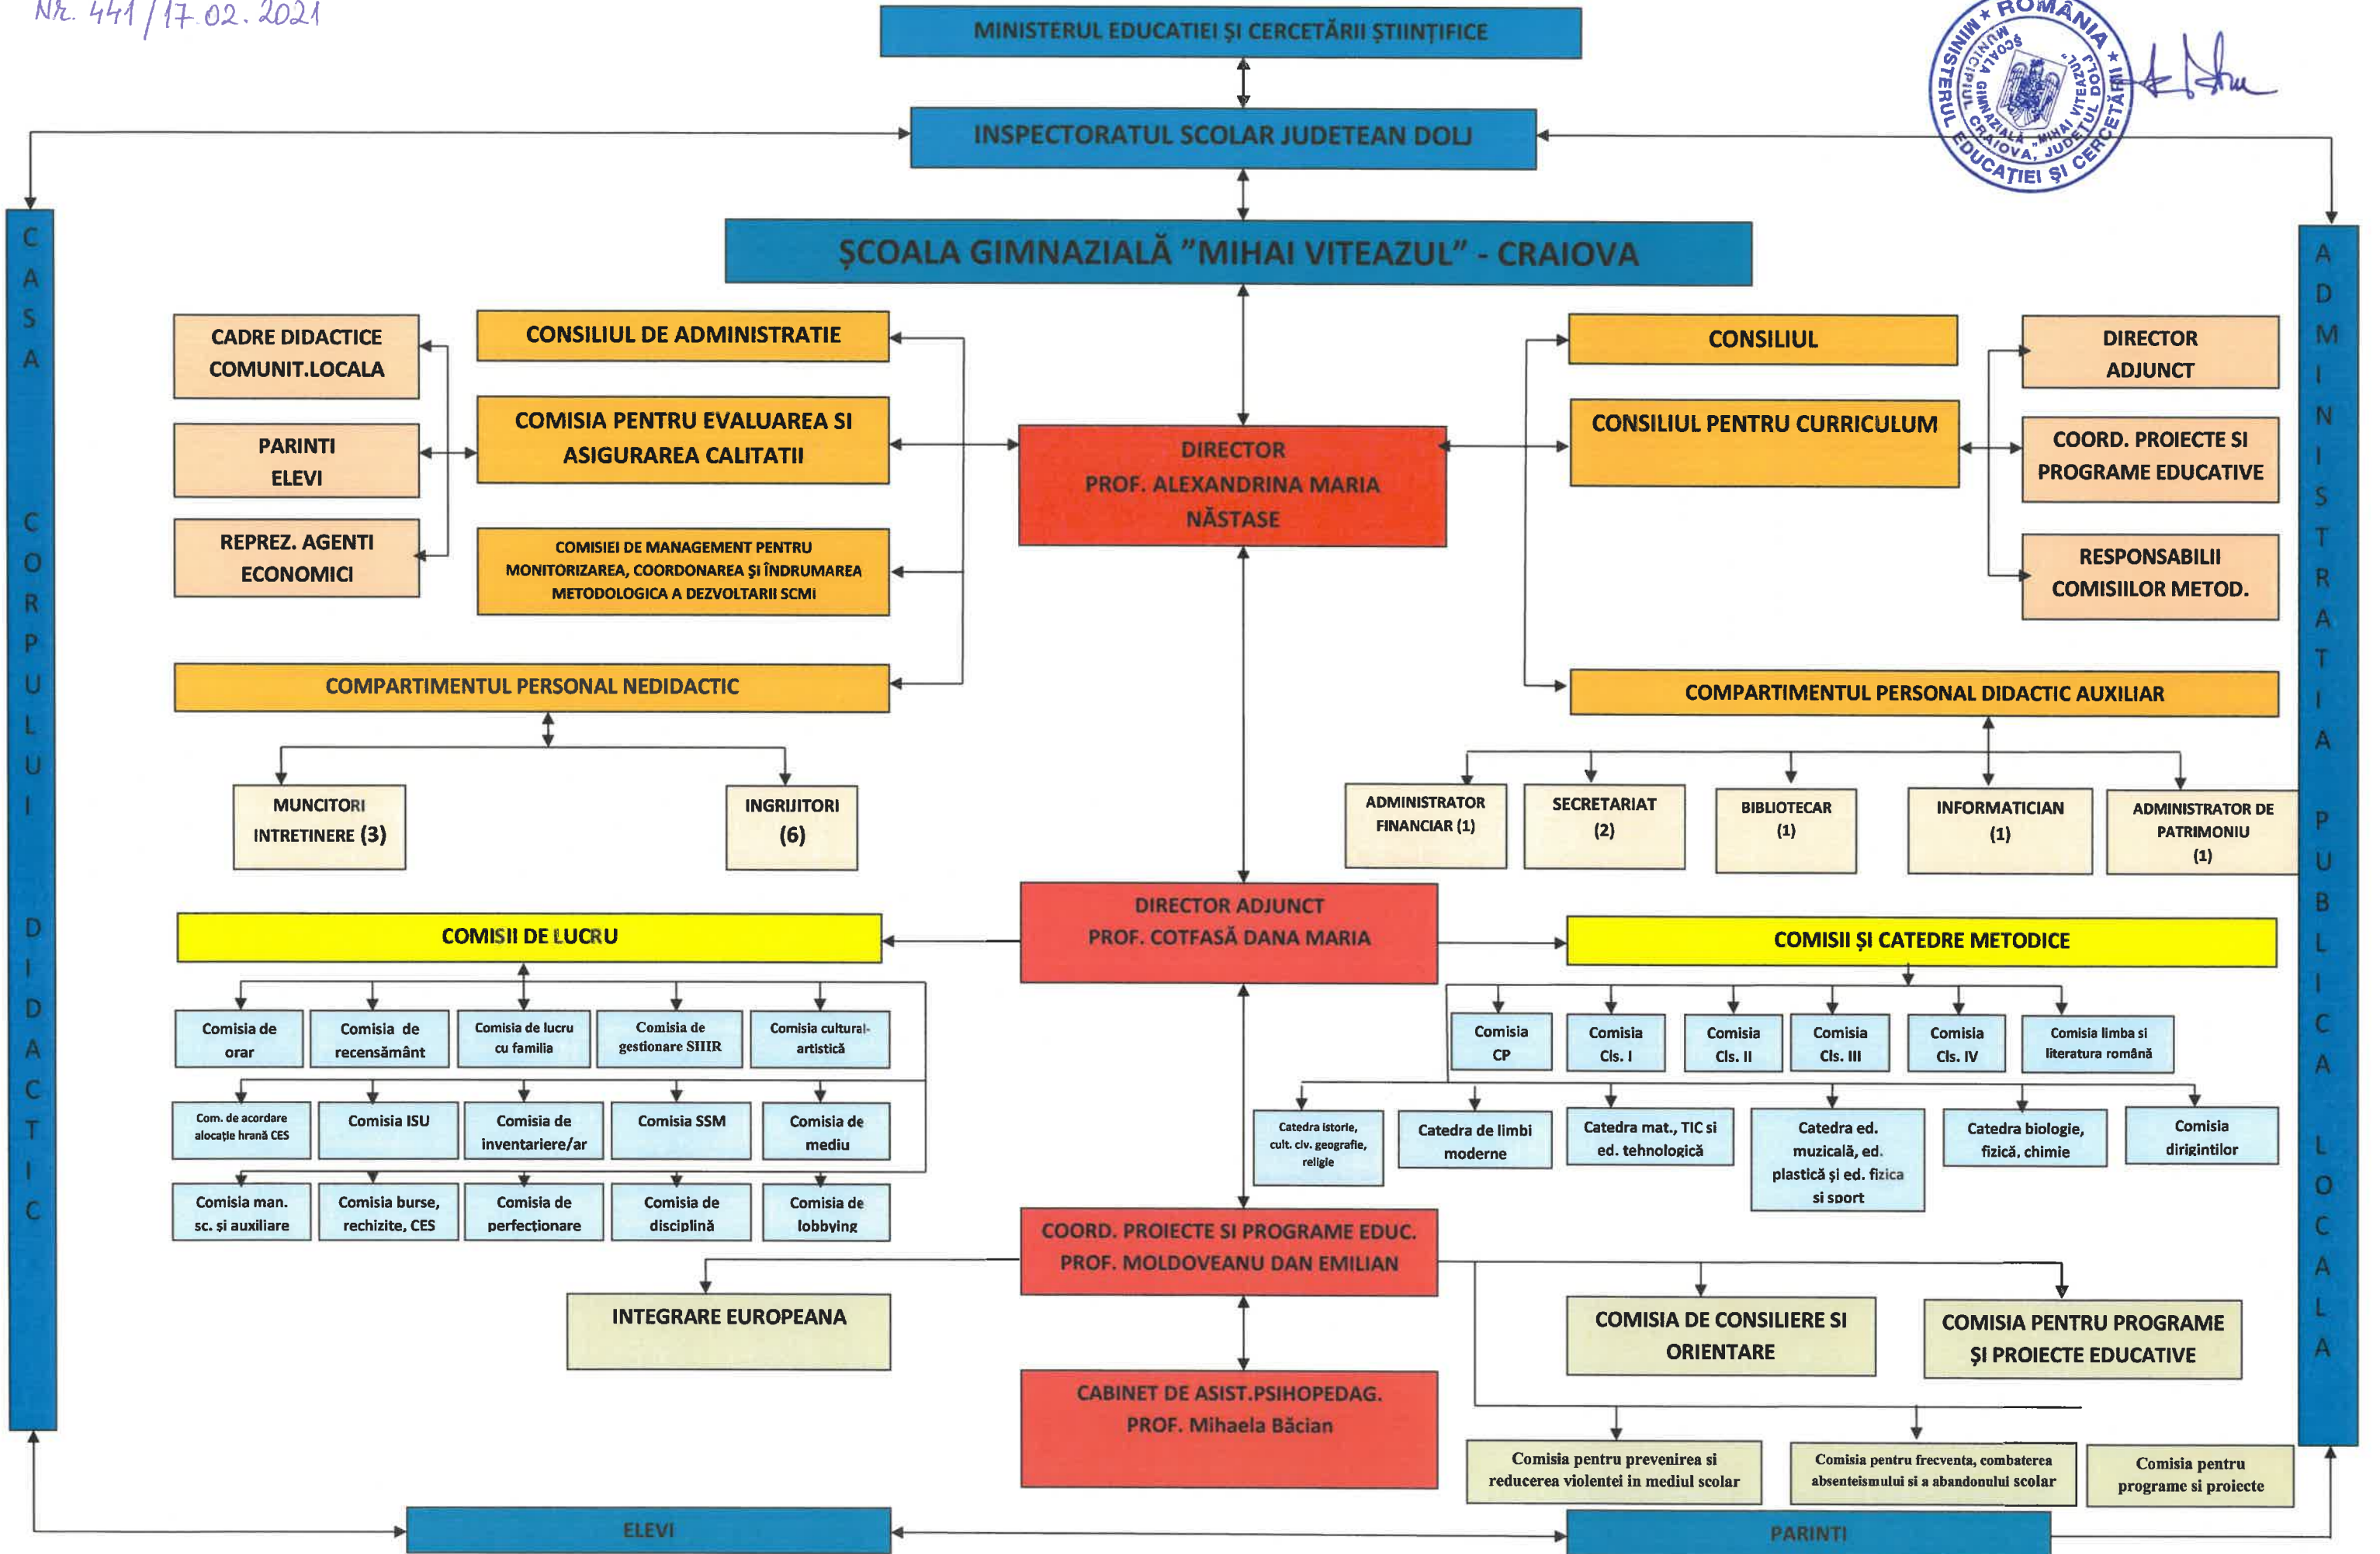 Nr. 441/17.02.2021
MINISTERUL EDUCATIEI ŞI CERCETĂRII ŞTIINŢIFICE
ROMÂNIA
MINISTERUL EDUCAŢIEI ŞI CERCETĂRII
MUNICIPIUL CRAIOVA, JUDEŢUL DOLJ
ŞCOALA GIMNAZIALĂ "MIHAI VITEAZUL"
INSPECTORATUL SCOLAR JUDETEAN DOLJ
ŞCOALA GIMNAZIALĂ "MIHAI VITEAZUL" - CRAIOVA
CASA CORPULUI DIDACTIC
CADRE DIDACTICE
COMUNIT.LOCALA
PARINTI
ELEVI
REPREZ. AGENTI
ECONOMICI
CONSILIUL DE ADMINISTRATIE
COMISIA PENTRU EVALUAREA SI
ASIGURAREA CALITATII
COMISIEI DE MANAGEMENT PENTRU
MONITORIZAREA, COORDONAREA ŞI ÎNDRUMAREA
METODOLOGICA A DEZVOLTARII SCMI
DIRECTOR
PROF. ALEXANDRINA MARIA
NĂSTASE
CONSILIUL
CONSILIUL PENTRU CURRICULUM
DIRECTOR
ADJUNCT
COORD. PROIECTE SI
PROGRAME EDUCATIVE
RESPONSABILII
COMISIILOR METOD.
ADMINISTRATIA PUBLICA LOCALA
COMPARTIMENTUL PERSONAL NEDIDACTIC
COMPARTIMENTUL PERSONAL DIDACTIC AUXILIAR
MUNCITORI
INTRETINERE (3)
INGRIJITORI
(6)
ADMINISTRATOR
FINANCIAR (1)
SECRETARIAT
(2)
BIBLIOTECAR
(1)
INFORMATICIAN
(1)
ADMINISTRATOR DE
PATRIMONIU
(1)
DIRECTOR ADJUNCT
PROF. COTFASĂ DANA MARIA
COMISII DE LUCRU
COMISII ŞI CATEDRE METODICE
Comisia de
orar
Comisia de
recensământ
Comisia de lucru
cu familia
Comisia de
gestionare SIIIR
Comisia cultural-
artistică
Com. de acordare
alocaţie hrană CES
Comisia ISU
Comisia de
inventariere/ar
Comisia SSM
Comisia de
mediu
Comisia man.
sc. şi auxiliare
Comisia burse,
rechizite, CES
Comisia de
perfecţionare
Comisia de
disciplină
Comisia de
lobbying
Comisia
CP
Comisia
Cls. I
Comisia
Cls. II
Comisia
Cls. III
Comisia
Cls. IV
Comisia limba si
literatura română
Catedra istorie,
cult. civ. geografie,
religie
Catedra de limbi
moderne
Catedra mat., TIC si
ed. tehnologică
Catedra ed.
muzicală, ed.
plastică şi ed. fizica
si sport
Catedra biologie,
fizică, chimie
Comisia
dirigintilor
COORD. PROIECTE SI PROGRAME EDUC.
PROF. MOLDOVEANU DAN EMILIAN
INTEGRARE EUROPEANA
COMISIA DE CONSILIERE SI
ORIENTARE
COMISIA PENTRU PROGRAME
ŞI PROIECTE EDUCATIVE
CABINET DE ASIST.PSIHOPEDAG.
PROF. Mihaela Băcian
Comisia pentru prevenirea si
reducerea violentei in mediul scolar
Comisia pentru frecventa, combaterea
absenteismului si a abandonului scolar
Comisia pentru
programe si proiecte
ELEVI
PARINTI